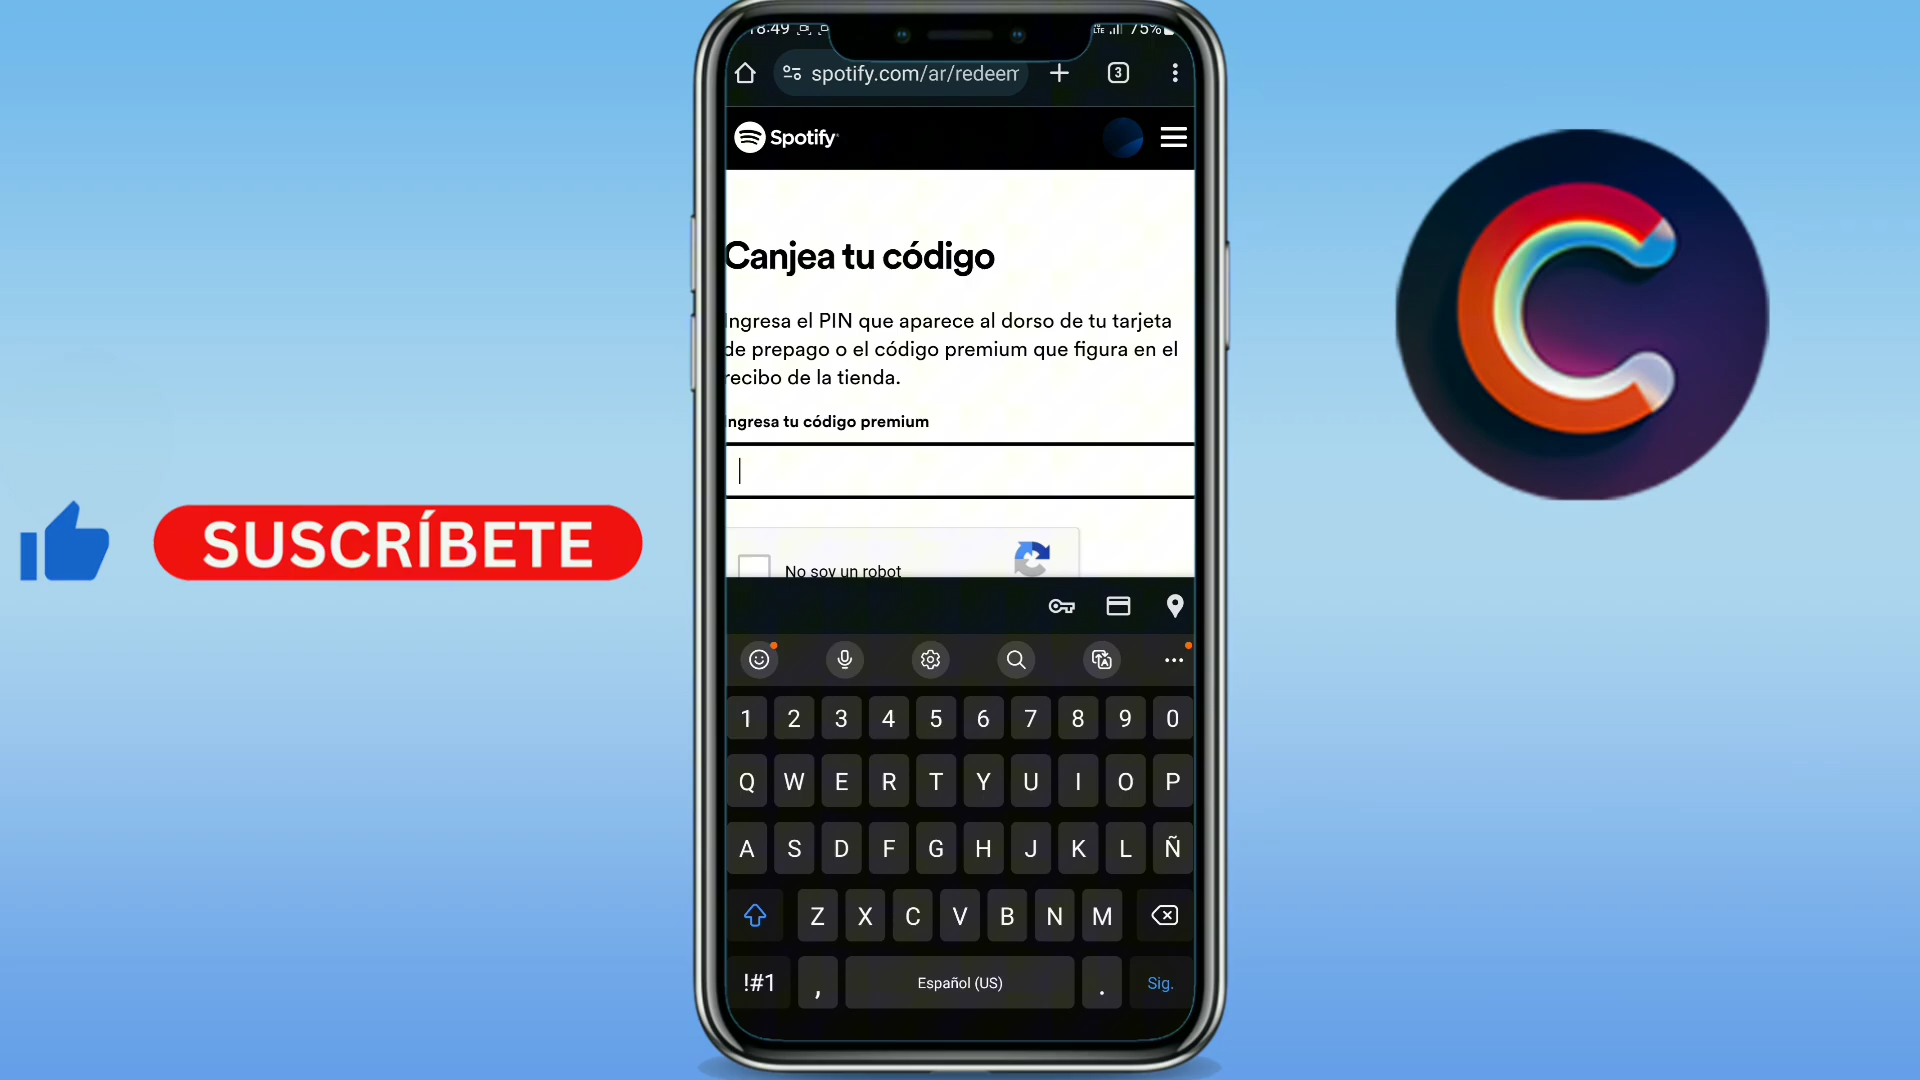 18:49
LTE 75%
spotify.com/ar/redeem
3
Spotify
Canjea tu código
Ingresa el PIN que aparece al dorso de tu tarjeta
de prepago o el código premium que figura en el
recibo de la tienda.
Ingresa tu código premium
No soy un robot
SUSCRÍBETE
1 2 3 4 5 6 7 8 9 0
Q W E R T Y U I O P
A S D F G H J K L Ñ
Z X C V B N M
!#1 , Español (US) . Sig.